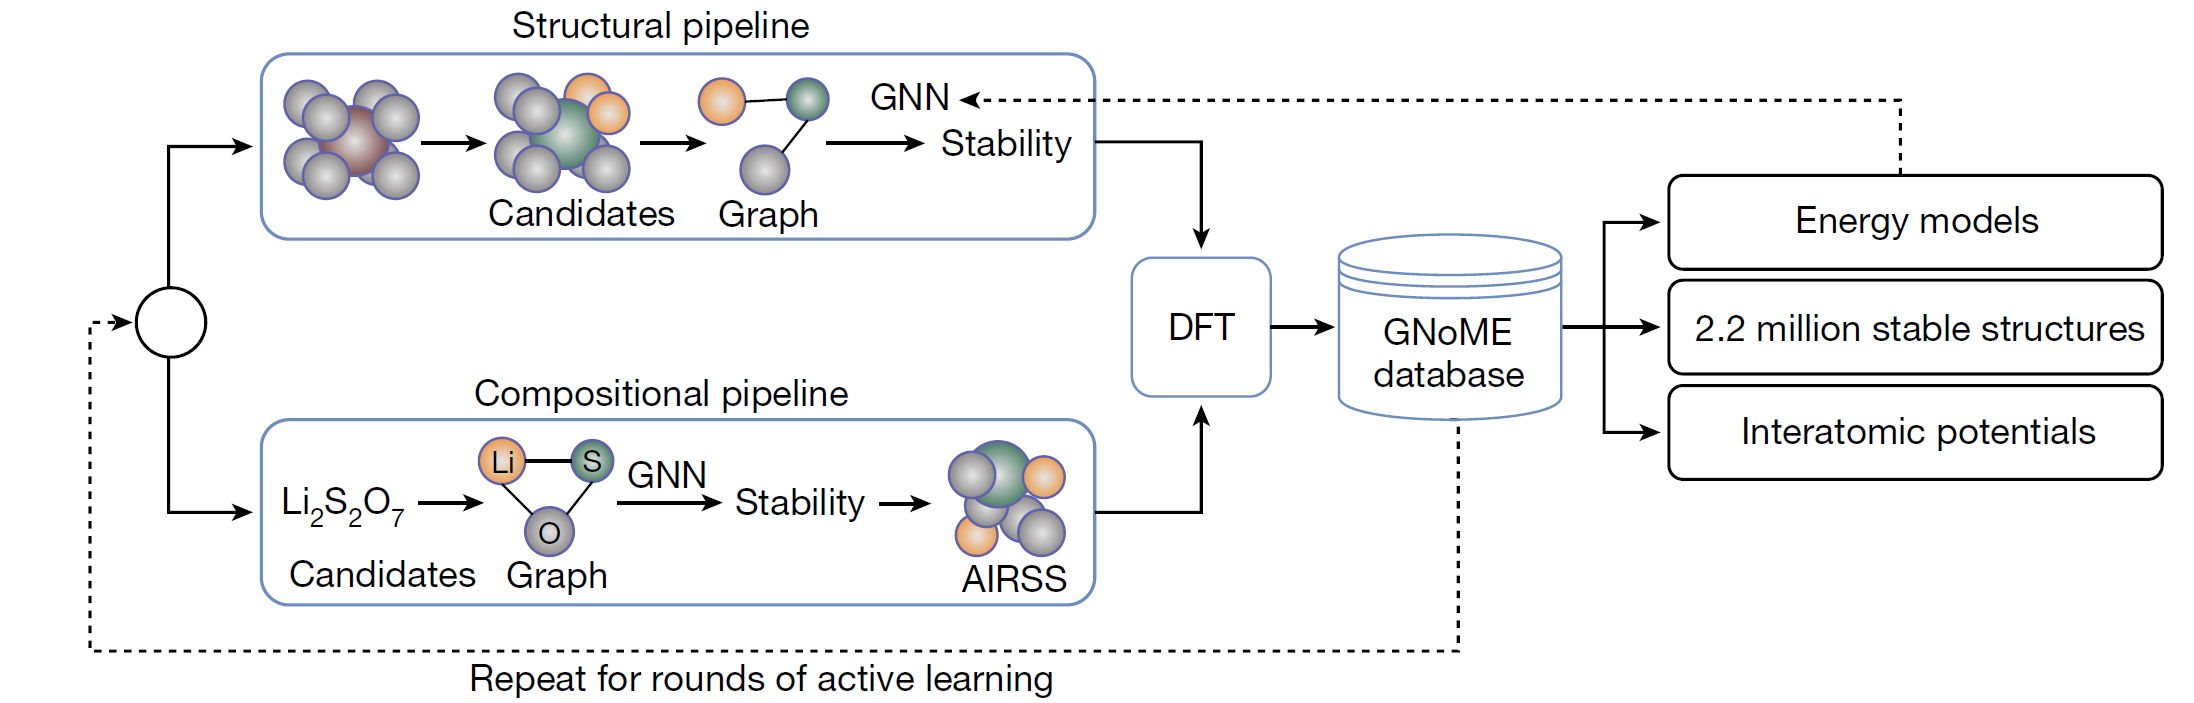 Structural pipeline
GNN
Stability
Candidates
Graph
Energy models
DFT
GNoME
database
2.2 million stable structures
Interatomic potentials
Compositional pipeline
Li
S
O
Li₂S₂O₇
GNN
Stability
Candidates
Graph
AIRSS
Repeat for rounds of active learning